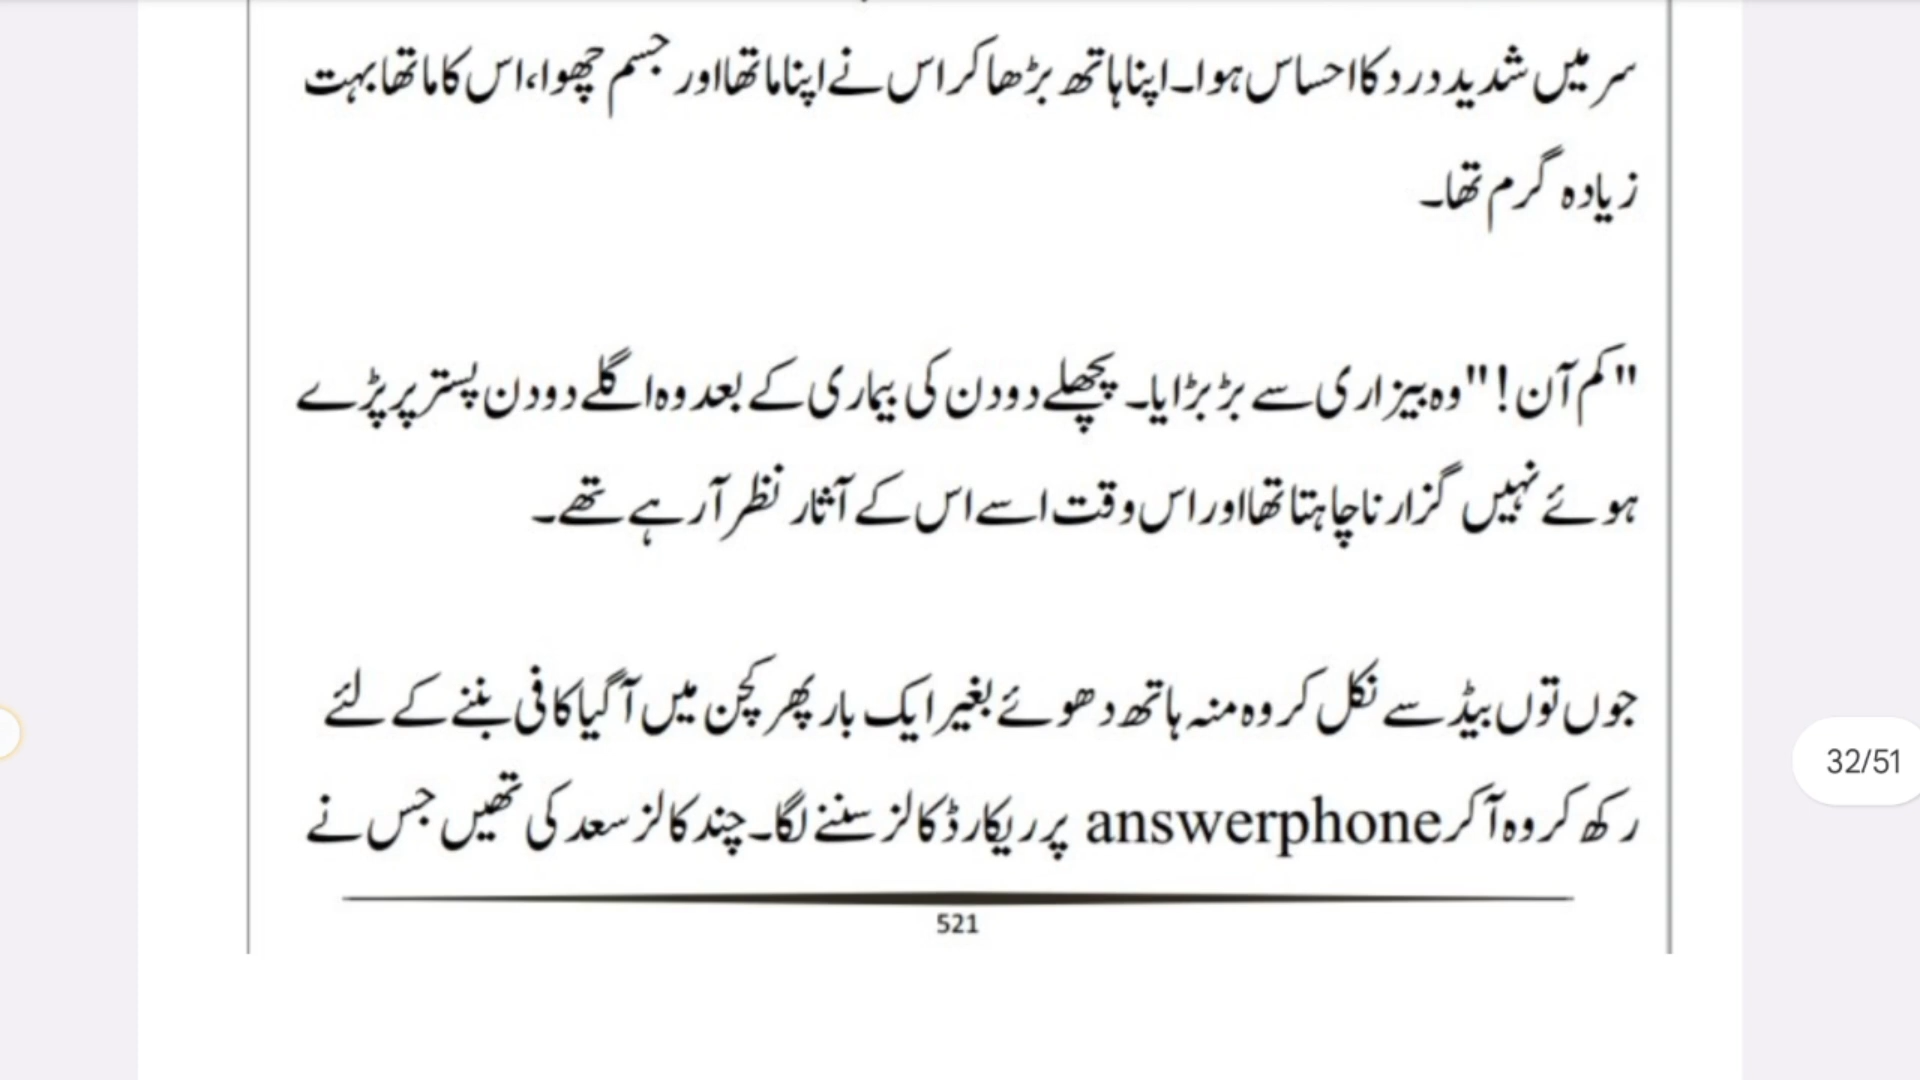 سر میں شدید درد کا احساس ہوا۔ اپنا ہاتھ بڑھا کر اس نے اپنا ماتھا اور جسم چھوا، اس کا ماتھا بہت
زیادہ گرم تھا۔
"کم آن!" وہ بیزاری سے بڑبڑایا۔ پچھلے دو دن کی بیماری کے بعد وہ اگلے دو دن پستر پر پڑے
ہوئے نہیں گزارنا چاہتا تھا اور اس وقت اسے اس کے آثار نظر آ رہے تھے۔
جوں توں بیڈ سے نکل کر وہ منہ ہاتھ دھوئے بغیر ایک بار پھر کچن میں آ گیا کافی بننے کے لئے
رکھ کر وہ آ کر answerphone پر ریکارڈ کالز سننے لگا۔ چند کالز سعد کی تھیں جس نے
521
32/51